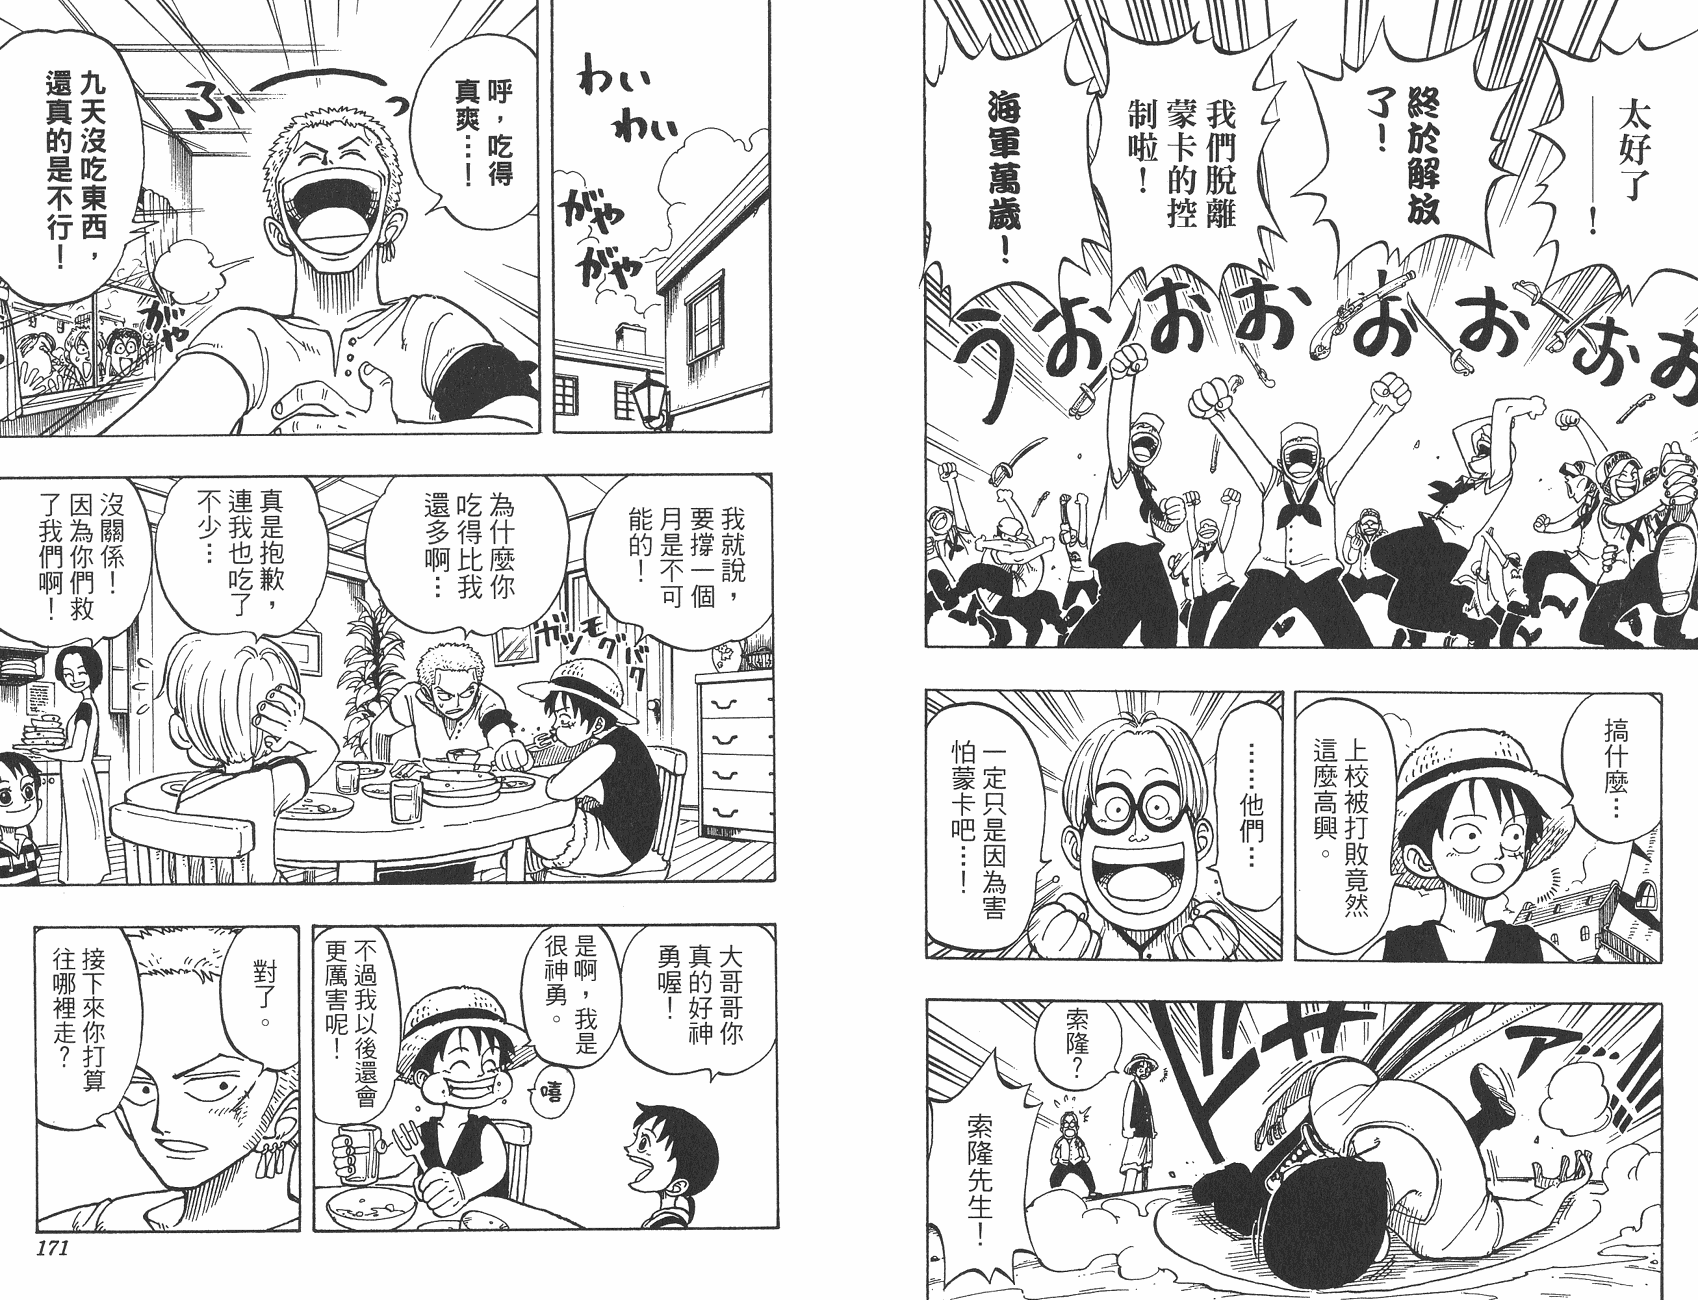 太好了
——！
終於解放
了！
我們脫離
蒙卡的控
制啦！
海軍萬歲！
うおおおおおおお
搞什麼…
上校被打敗竟然
這麼高興。
……他們…
一定只是因為害
怕蒙卡吧…！
ドサッ
ァ…
索隆？
索隆先生！
わい
わい
がや
がや
呼，吃得
真爽…！
ふーっ
九天沒吃東西，
還真的是不行！
がや
我就說，
要撐一個
月是不可
能的！
為什麼你
吃得比我
還多啊…
ガツモグバク
真是抱歉，
連我也吃了
不少…
沒關係！
因為你們救
了我們啊！
大哥哥你
真的好神
勇喔！
是啊，我是
很神勇。
嘻
不過我以後還會
更厲害呢！
對了。
接下來你打算
往哪裡走？
171